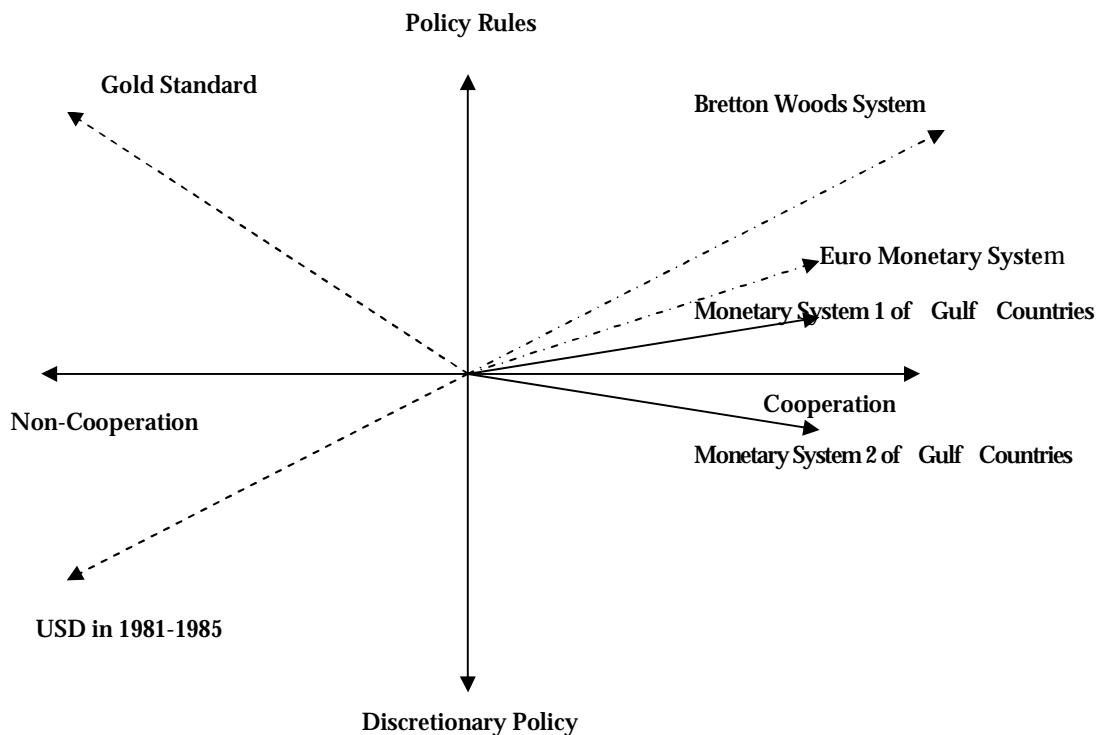 Policy Rules
Gold Standard
Bretton Woods System
Euro Monetary System
Monetary System 1 of Gulf Countries
Cooperation
Non-Cooperation
Monetary System 2 of Gulf Countries
USD in 1981-1985
Discretionary Policy